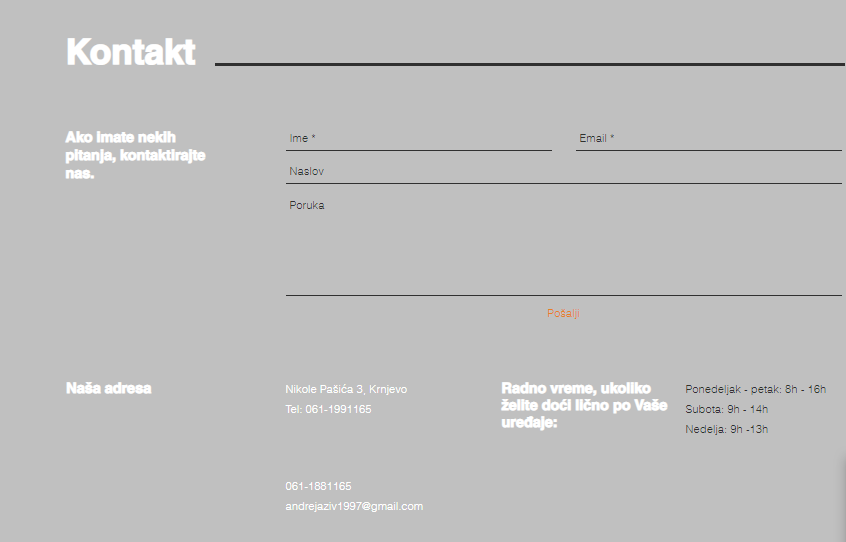 Kontakt
Ako imate nekih
pitanja, kontaktirajte
nas.
Ime *
Email *
Naslov
Poruka
Pošalji
Naša adresa
Nikole Pašića 3, Krnjevo
Tel: 061-1991165
061-1881165
andrejaziv1997@gmail.com
Radno vreme, ukoliko
želite doći lično po Vaše
uređaje:
Ponedeljak - petak: 8h - 16h
Subota: 9h - 14h
Nedelja: 9h -13h